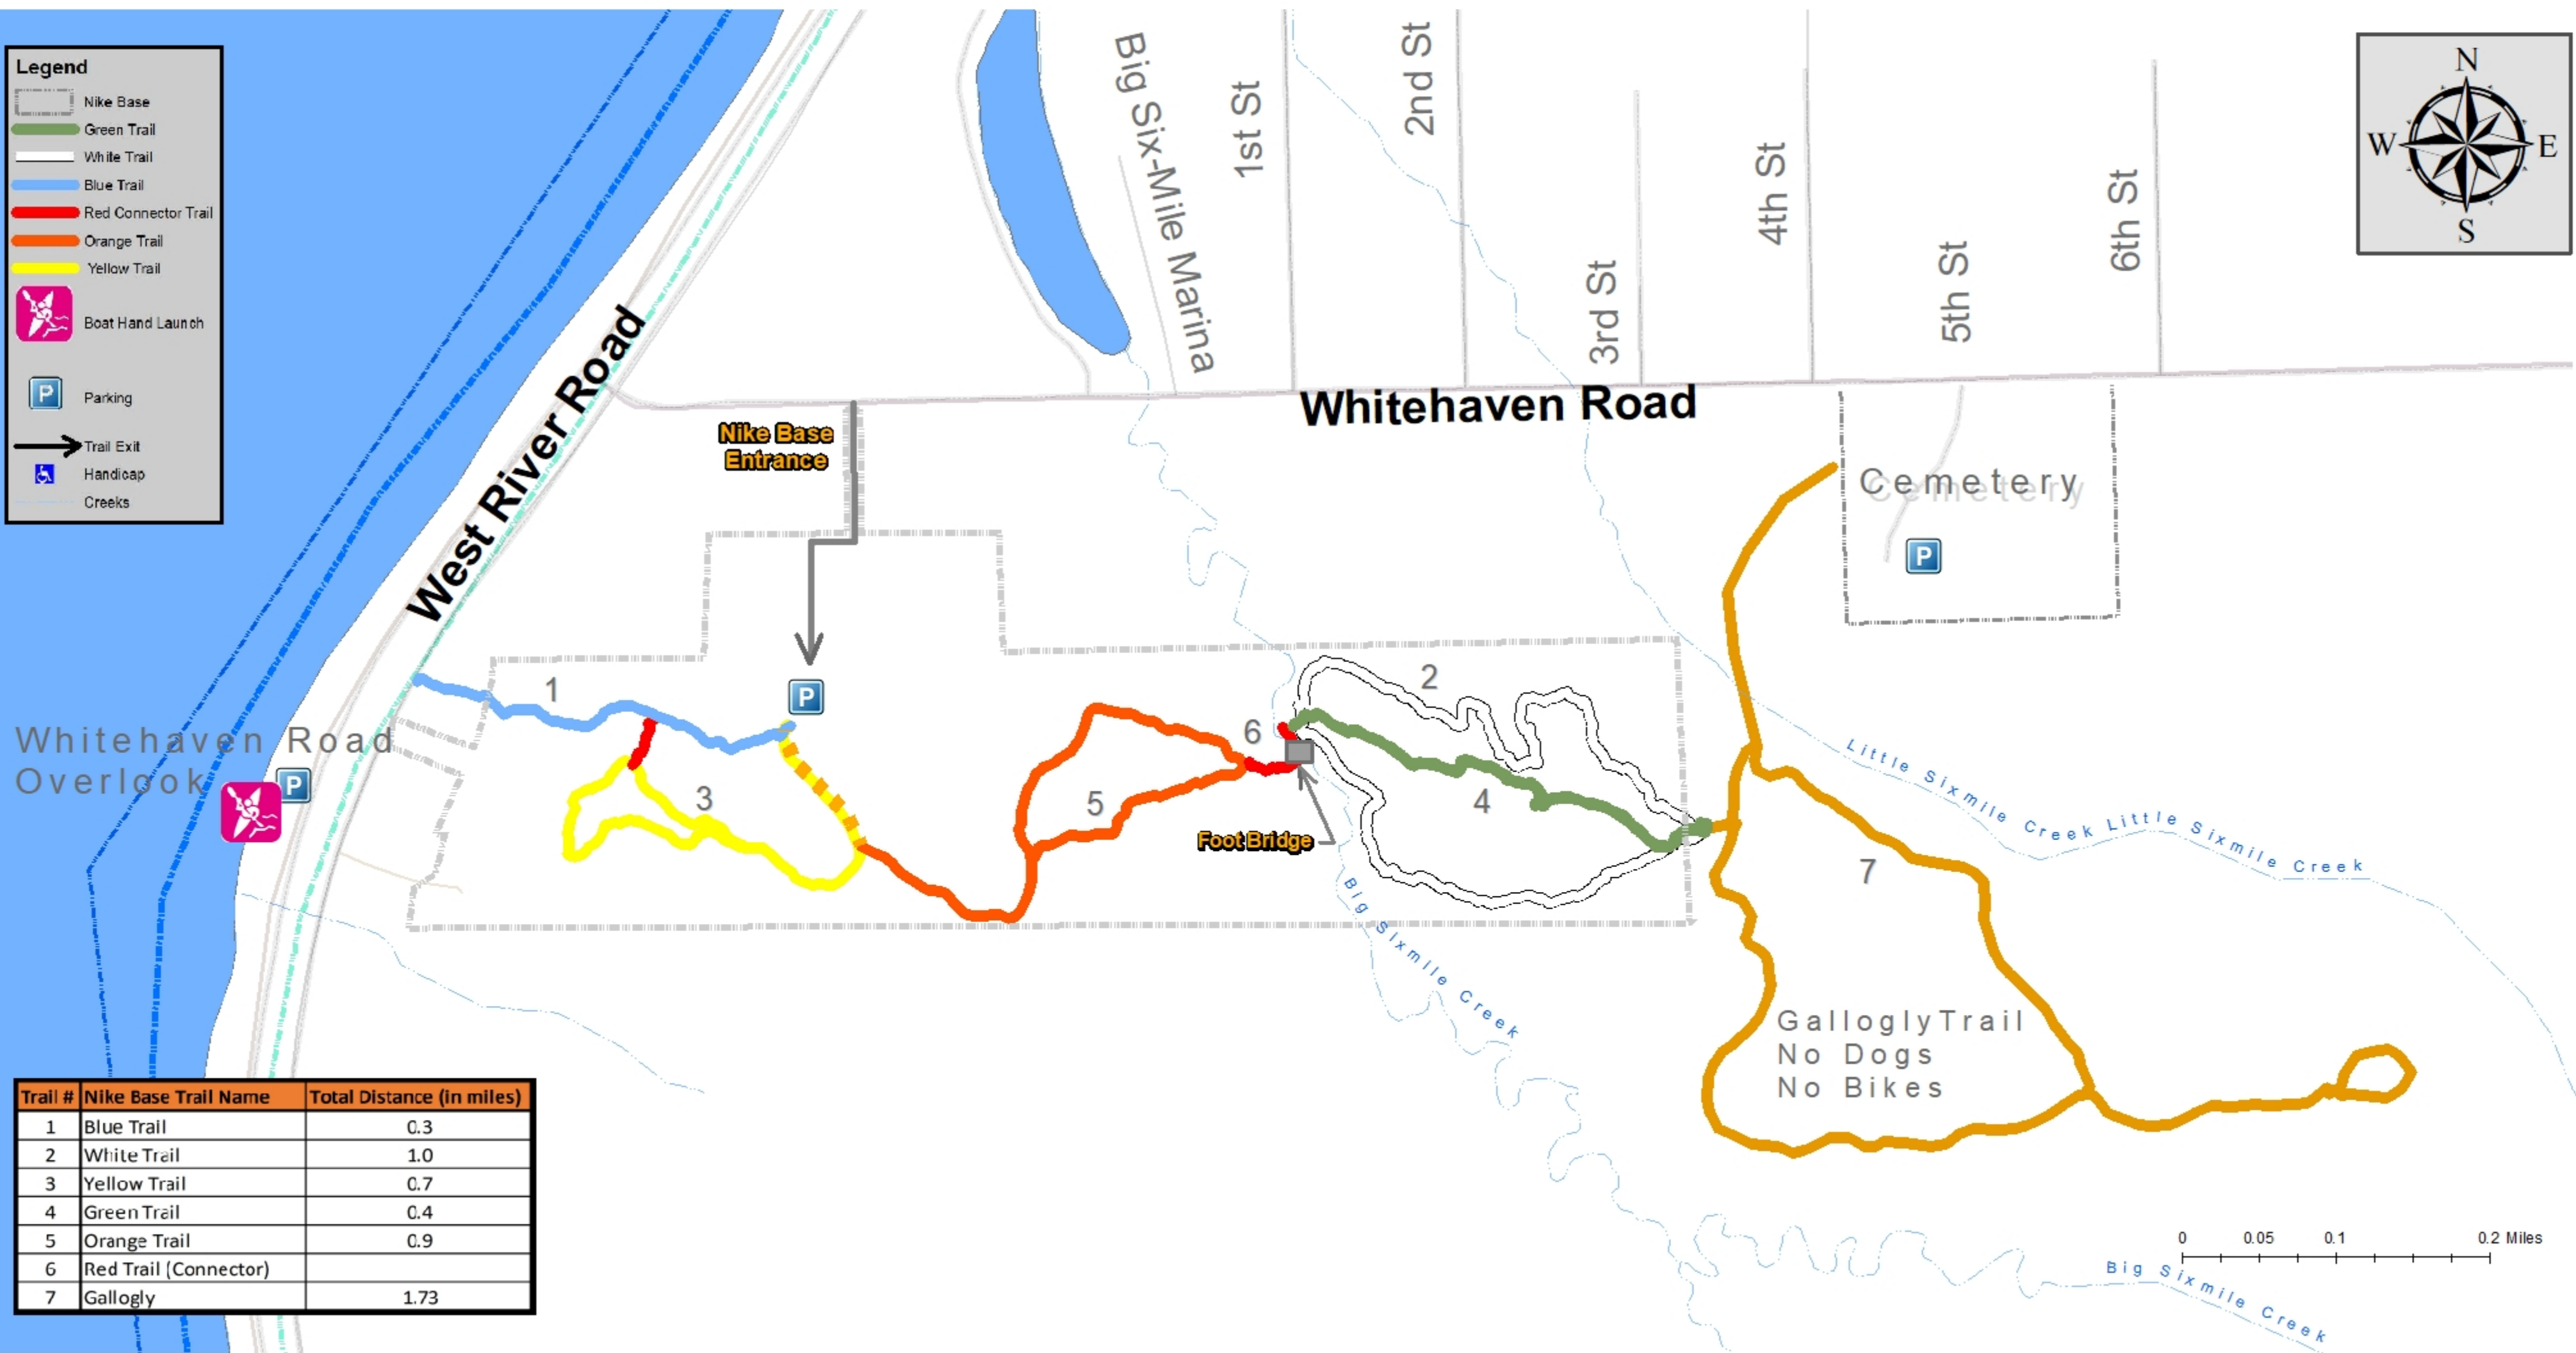 Legend
Nike Base
Green Trail
White Trail
Blue Trail
Red Connector Trail
Orange Trail
Yellow Trail
Boat Hand Launch
P
Parking
Trail Exit
Handicap
Creeks
N
W
E
S
Big Six-Mile Marina
1st St
2nd St
3rd St
4th St
5th St
6th St
West River Road
Whitehaven Road
Nike Base
Entrance
Cemetery
P
P
Whitehaven Road
Overlook
P
1
2
3
4
5
6
7
Foot Bridge
Little Sixmile Creek
Little Sixmile Creek
Big Sixmile Creek
Gallogly Trail
No Dogs
No Bikes
Trail # Nike Base Trail Name Total Distance (in miles)
1 Blue Trail 0.3
2 White Trail 1.0
3 Yellow Trail 0.7
4 Green Trail 0.4
5 Orange Trail 0.9
6 Red Trail (Connector)
7 Gallogly 1.73
0 0.05 0.1 0.2 Miles
Big Sixmile Creek